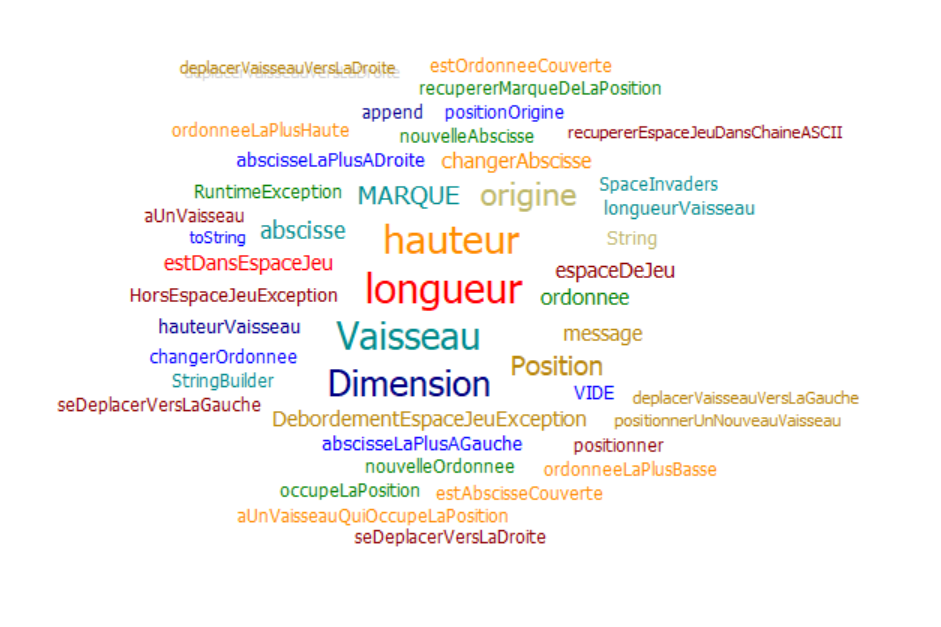 deplacerVaisseauVersLaDroite estOrdonneeCouverte
recupererMarqueDeLaPosition
append positionOrigine
ordonneeLaPlusHaute nouvelleAbscisse recupererEspaceJeuDansChaineASCII
abscisseLaPlusADroite changerAbscisse
RuntimeException MARQUE origine SpaceInvaders
aUnVaisseau longueurVaisseau
toString abscisse hauteur String
estDansEspaceJeu espaceDeJeu
HorsEspaceJeuException longueur ordonnee
hauteurVaisseau Vaisseau message
changerOrdonnee Position
StringBuilder Dimension VIDE deplacerVaisseauVersLaGauche
seDeplacerVersLaGauche
DebordementEspaceJeuException positionnerUnNouveauVaisseau
abscisseLaPlusAGauche positionner
nouvelleOrdonnee ordonneeLaPlusBasse
occupeLaPosition estAbscisseCouverte
aUnVaisseauQuiOccupeLaPosition
seDeplacerVersLaDroite